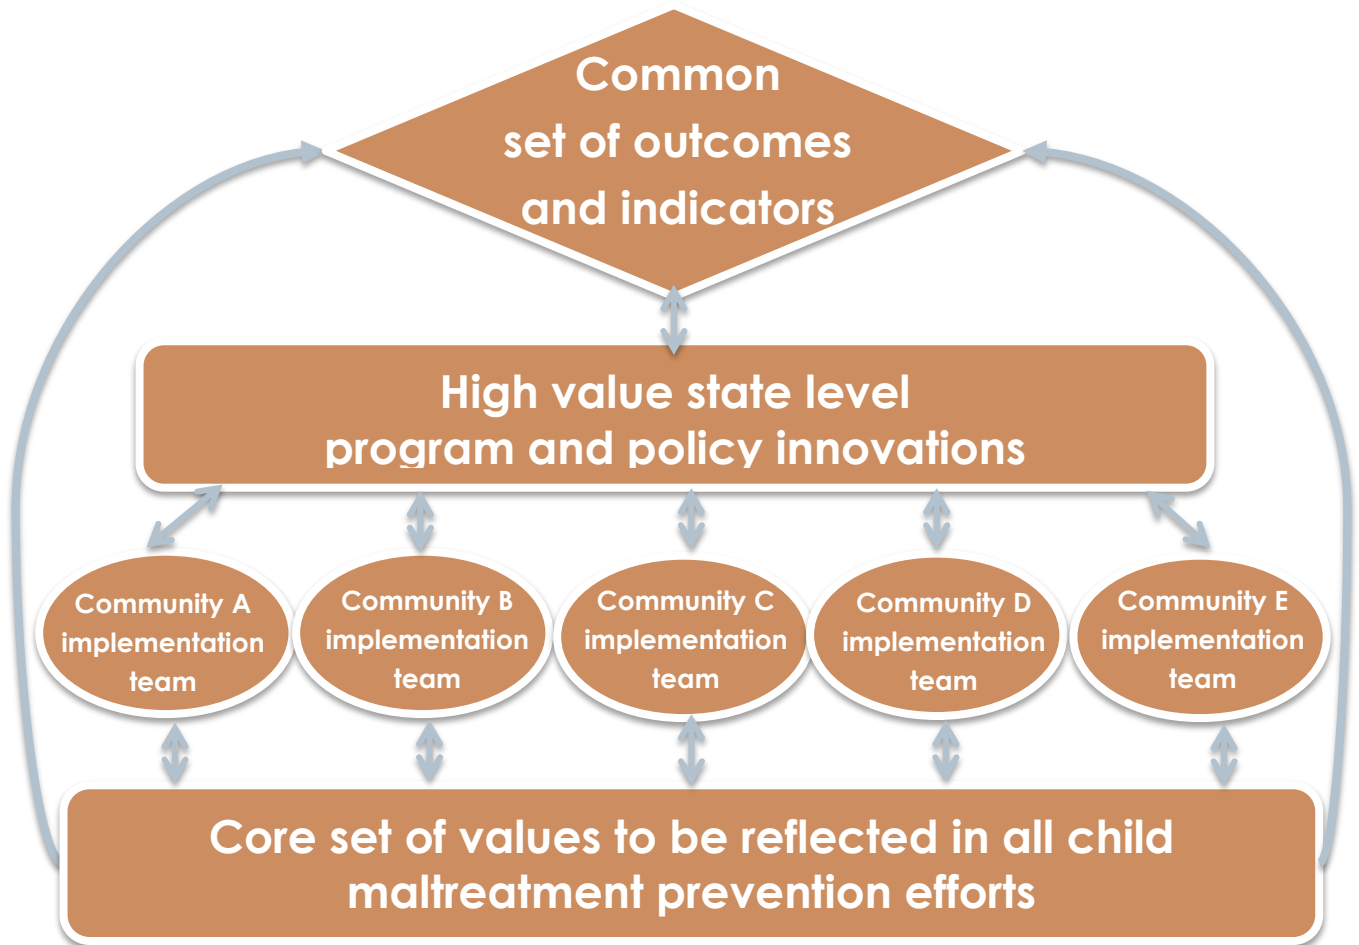 Common
set of outcomes
and indicators
High value state level
program and policy innovations
Community A
implementation
team
Community B
implementation
team
Community C
implementation
team
Community D
implementation
team
Community E
implementation
team
Core set of values to be reflected in all child
maltreatment prevention efforts